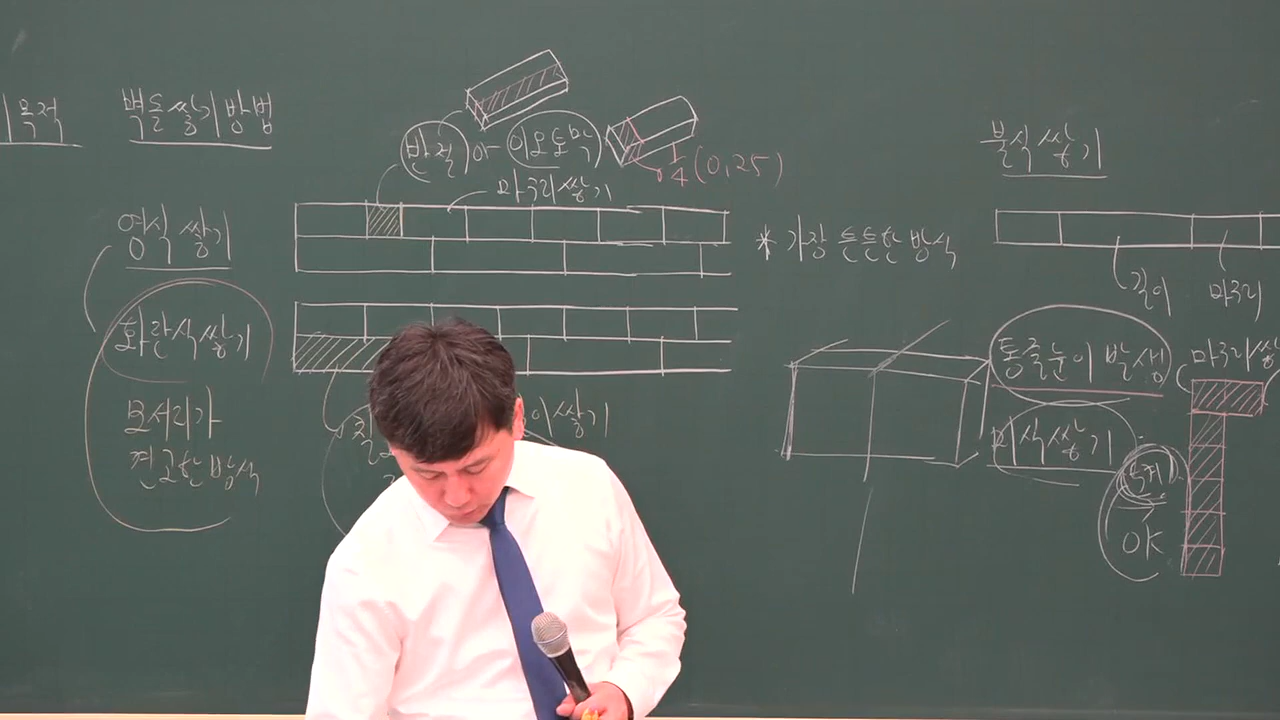 목적
벽돌쌓기방법
반절 or 이오토막
1/4 (0,25)
마구리쌓기
영식쌓기
화란식쌓기
모서리가
견고한방식
* 가장 튼튼한 방식
이쌓기
불식쌓기
길이 마구리
통줄눈이 발생
마구리쌓
미식쌓기
OK